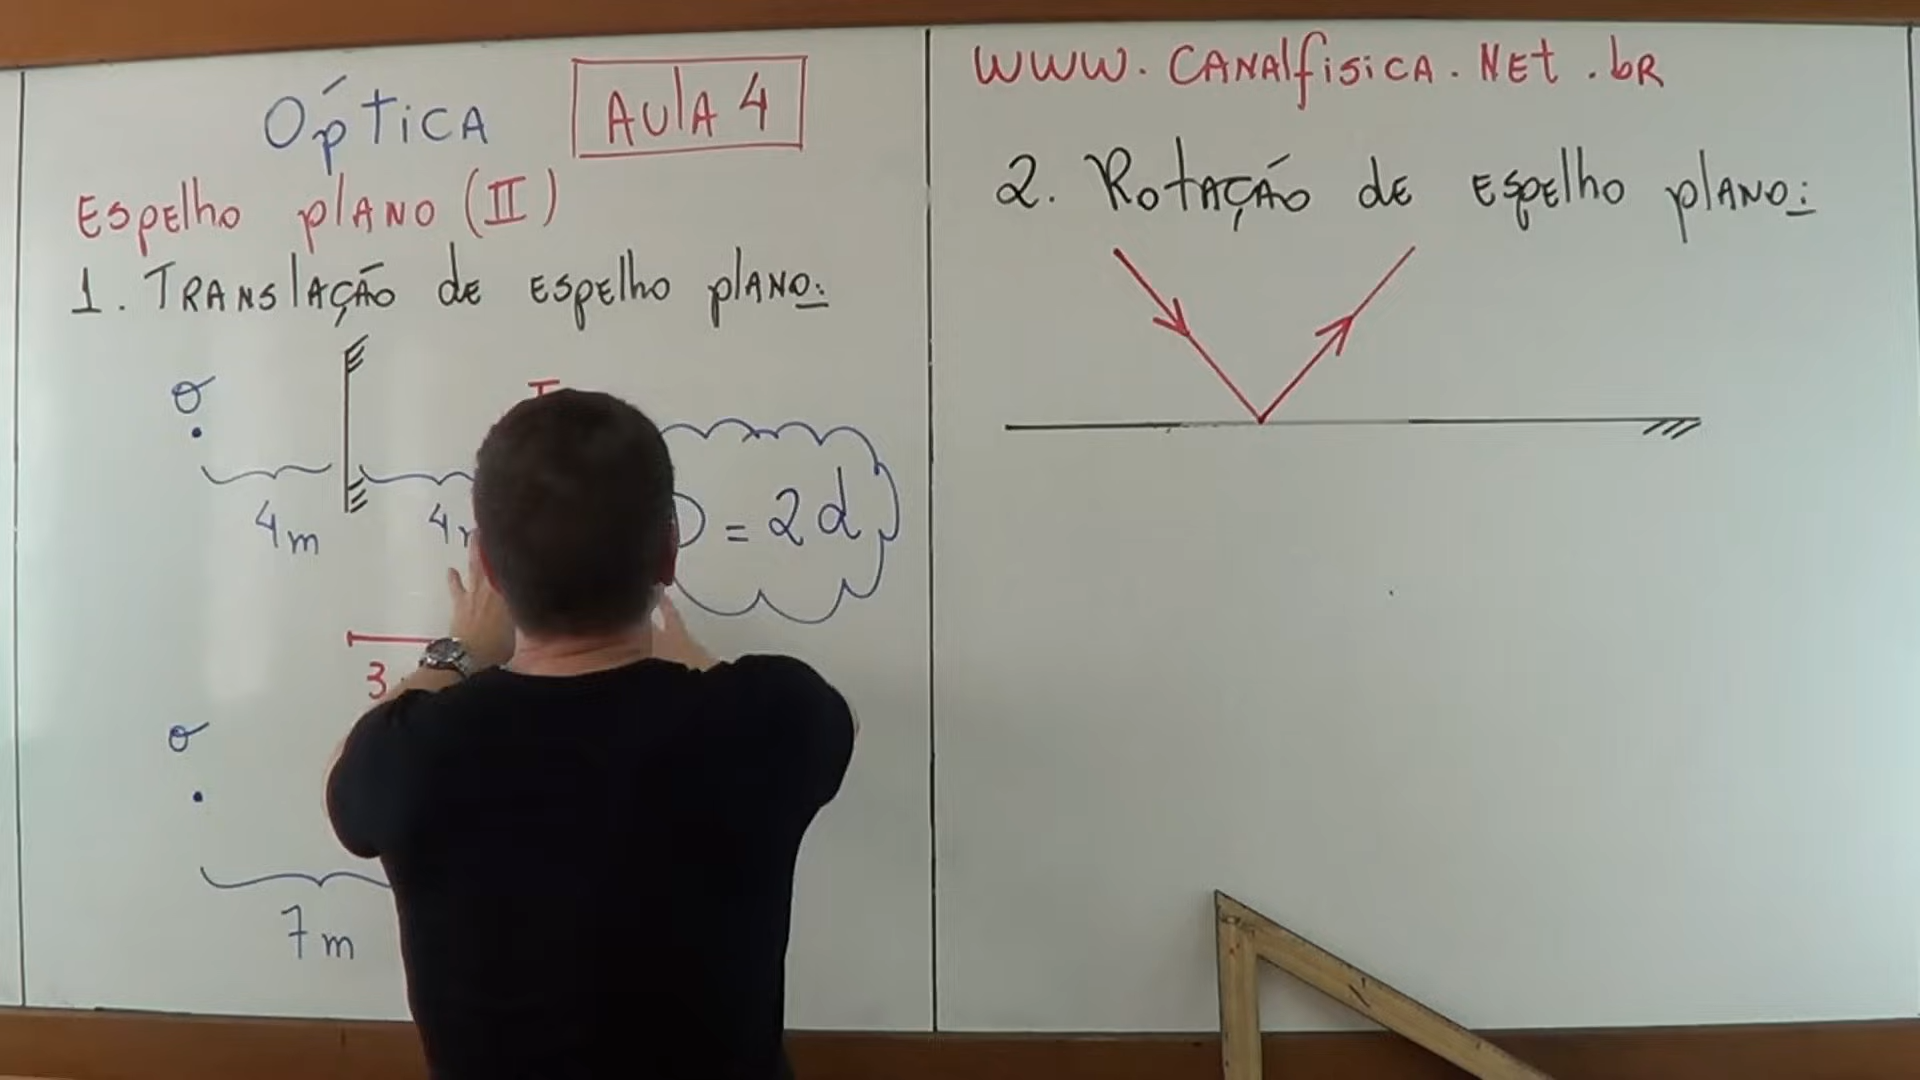 Óptica Aula 4
Espelho plano (II)
1. Translação de espelho plano:
O
4m 4
D = 2d
3
O
7m
www.canalfisica.net.br
2. Rotação de espelho plano: